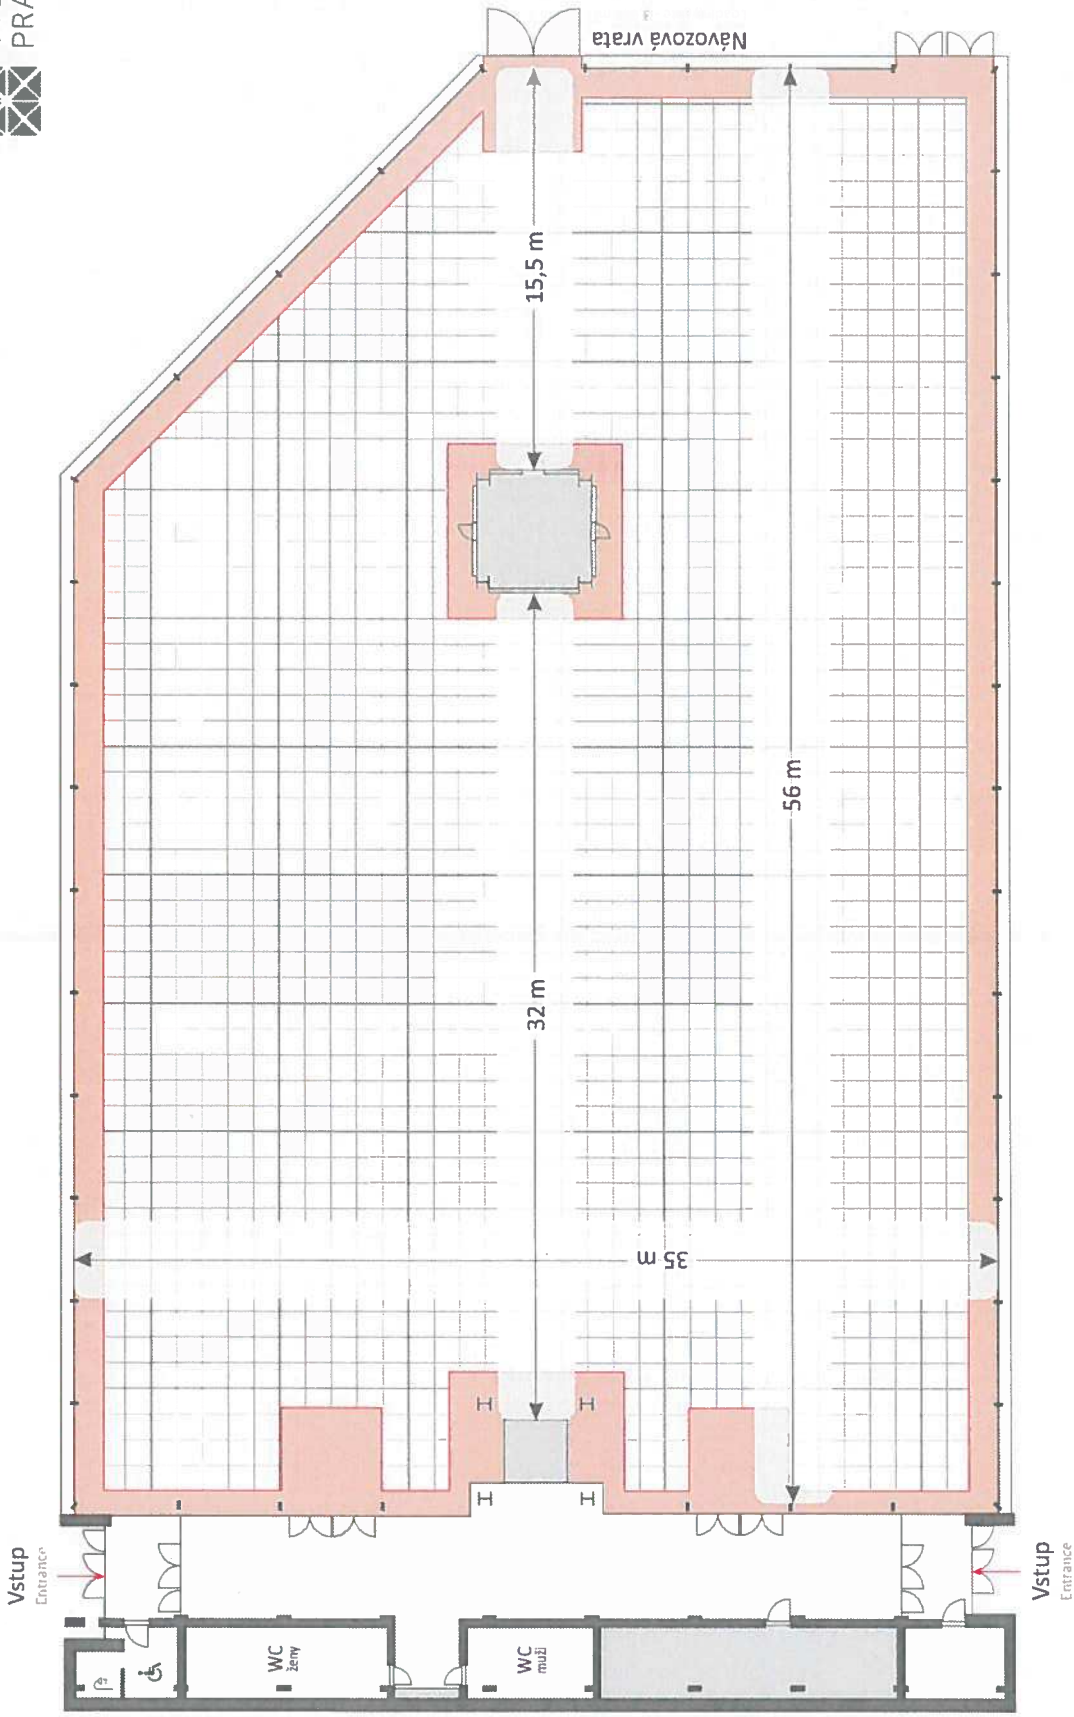 PRA
Návozová vrata
15,5 m
56 m
32 m
35 m
Vstup
Entrance
WC
ženy
WC
muži
Vstup
Entrance